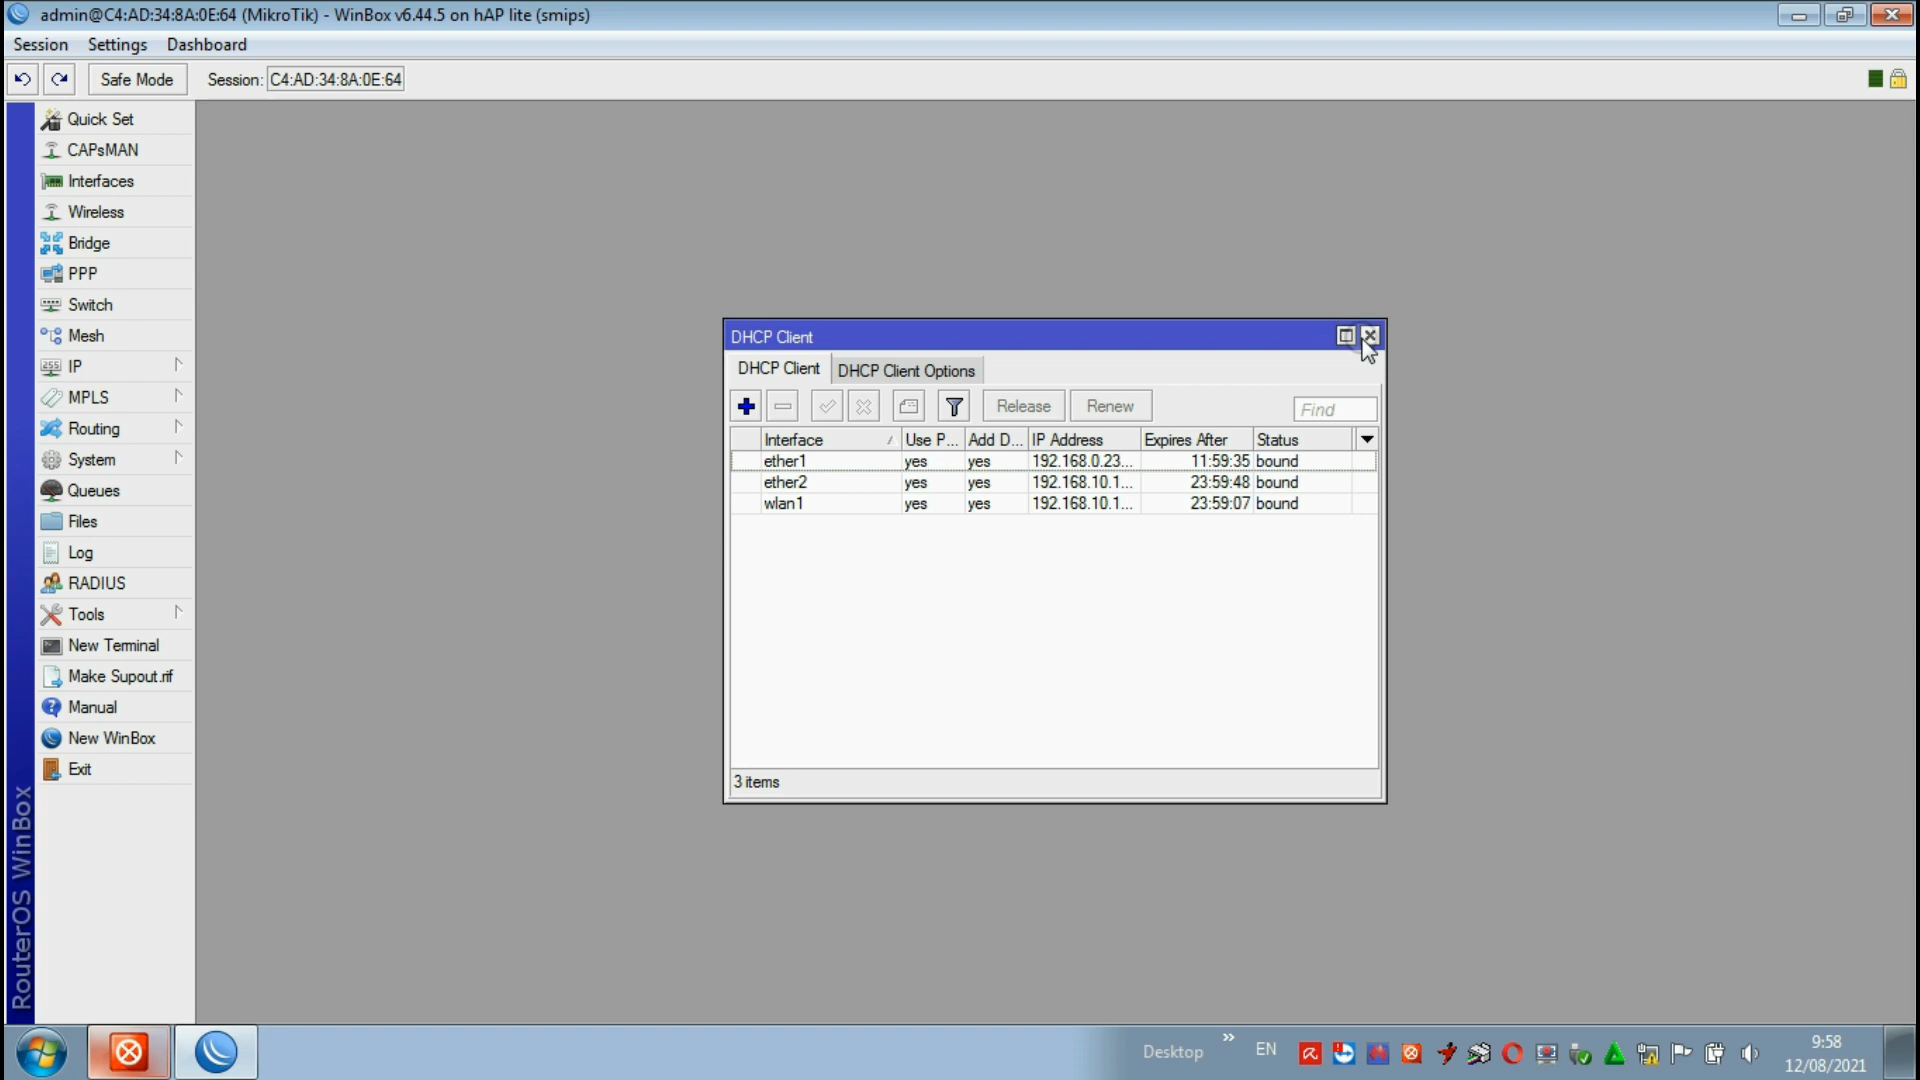 admin@C4:AD:34:8A:0E:64 (MikroTik) - WinBox v6.44.5 on hAP lite (smips)
Session Settings Dashboard
Safe Mode Session: C4:AD:34:8A:0E:64
Quick Set
CAPsMAN
Interfaces
Wireless
Bridge
PPP
Switch
Mesh
255 IP
MPLS
Routing
System
Queues
Files
Log
RADIUS
Tools
New Terminal
Make Supout.rif
Manual
New WinBox
Exit
RouterOS WinBox
DHCP Client
DHCP Client DHCP Client Options
Release Renew Find
Interface Use P... Add D... IP Address Expires After Status
ether1 yes yes 192.168.0.23... 11:59:35 bound
ether2 yes yes 192.168.10.1... 23:59:48 bound
wlan1 yes yes 192.168.10.1... 23:59:07 bound
3 items
Desktop » EN 9:58
12/08/2021